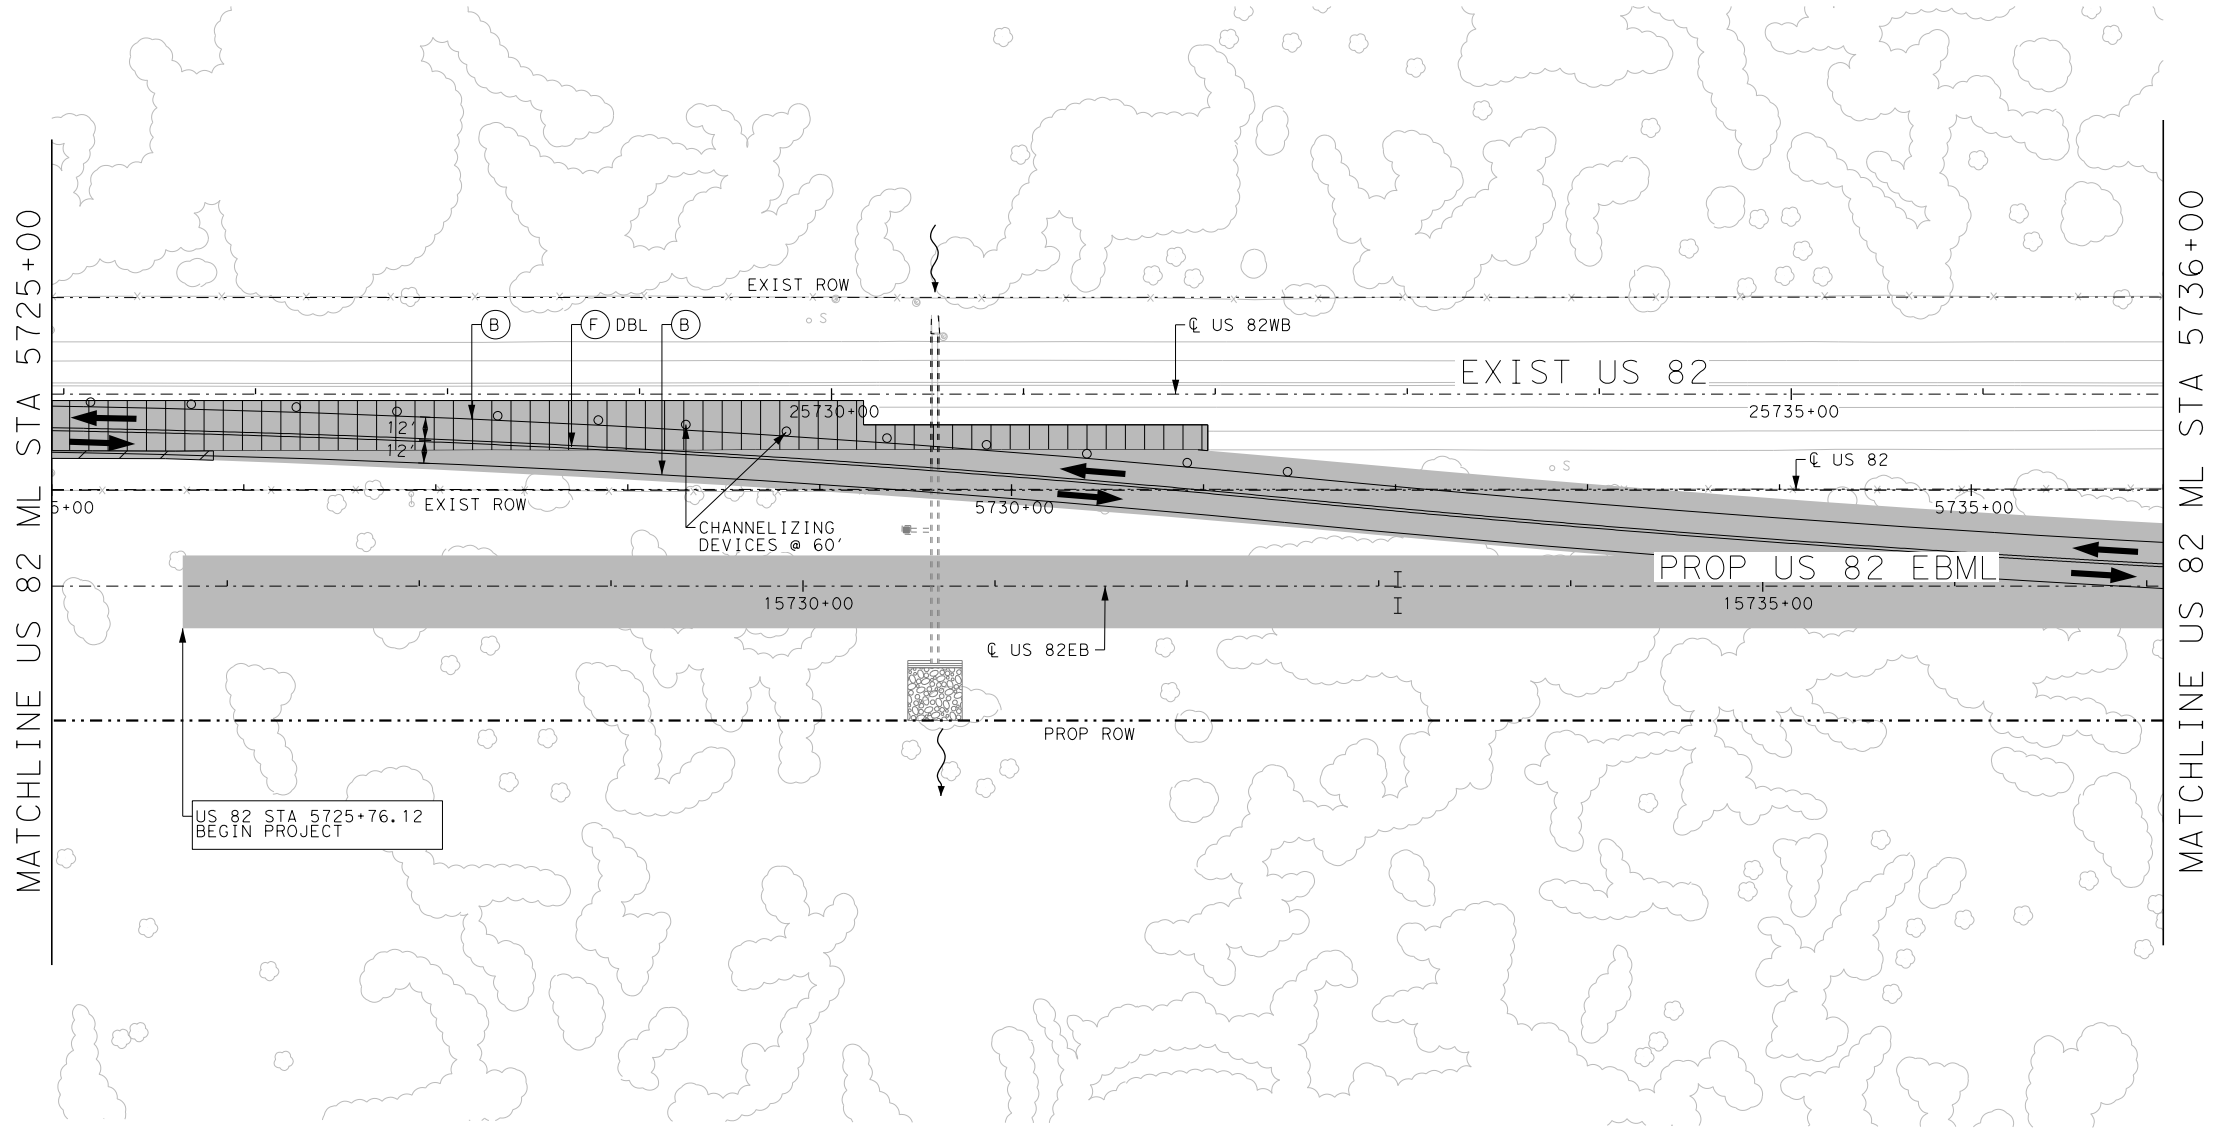 MATCHLINE US 82 ML STA 5725+00
EXIST ROW
S
B
F DBL
B
℄ US 82WB
EXIST US 82
25730+00
25735+00
12'
12'
S
℄ US 82
5+00
EXIST ROW
5730+00
5735+00
CHANNELIZING
DEVICES @ 60'
PROP US 82 EBML
I
I
15730+00
15735+00
℄ US 82EB
PROP ROW
US 82 STA 5725+76.12
BEGIN PROJECT
MATCHLINE US 82 ML STA 5736+00